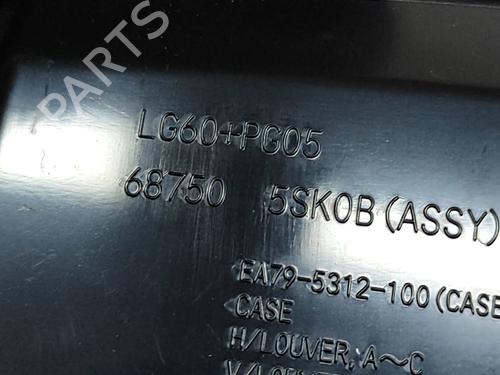 B-PARTS
LG60+PG05
68750 5SK0B(ASSY)
EA79-5312-100(CASE
CASE
H/LOUVER, A~C